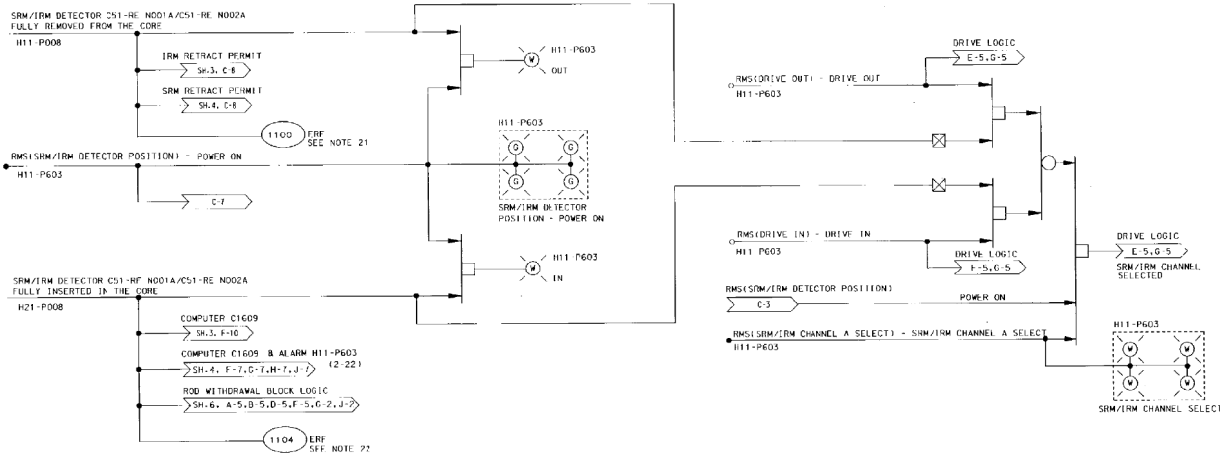 SRM/IRM DETECTOR C51-RE N001A/C51-RE N002A
FULLY REMOVED FROM THE CORE
H11-P008
IRM RETRACT PERMIT
SH.3, C-8
SRM RETRACT PERMIT
SH.4, C-8
1100
ERF
SEE NOTE 21
RMS(SRM/IRM DETECTOR POSITION) - POWER ON
H11-P603
C-7
SRM/IRM DETECTOR C51-RE N001A/C51-RE N002A
FULLY INSERTED IN THE CORE
H21-P008
COMPUTER C1609
SH.3, F-10
COMPUTER C1609 & ALARM H11-P603
(2-22)
SH.4, F-7,G-7,H-7,J-7
ROD WITHDRAWAL BLOCK LOGIC
SH.6, A-5,B-5,D-5,F-5,G-2,J-2
1104
ERF
SEE NOTE 22
W
H11-P603
OUT
H11-P603
G
G
G
G
SRM/IRM DETECTOR
POSITION - POWER ON
W
H11-P603
IN
DRIVE LOGIC
E-5,G-5
RMS(DRIVE OUT) - DRIVE OUT
H11-P603
RMS(DRIVE IN) - DRIVE IN
H11-P603
DRIVE LOGIC
E-5,G-5
DRIVE LOGIC
E-5,G-5
SRM/IRM CHANNEL
SELECTED
RMS(SRM/IRM DETECTOR POSITION)
C-3
POWER ON
RMS(SRM/IRM CHANNEL A SELECT) - SRM/IRM CHANNEL A SELECT
H11-P603
H11-P603
W
W
W
W
SRM/IRM CHANNEL SELECT